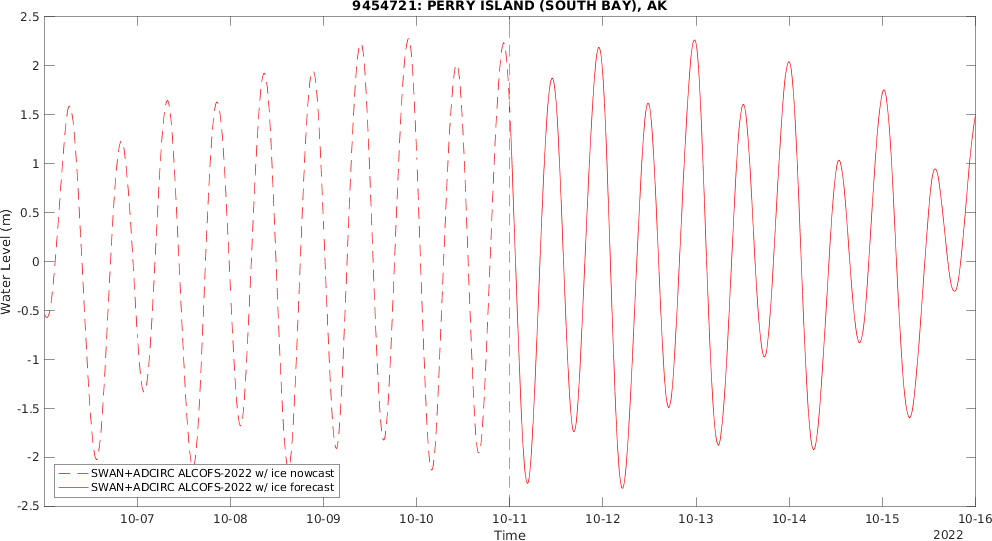 9454721: PERRY ISLAND (SOUTH BAY), AK
2.5
2
1.5
1
0.5
0
-0.5
-1
-1.5
-2
-2.5
Water Level (m)
SWAN+ADCIRC ALCOFS-2022 w/ ice nowcast
SWAN+ADCIRC ALCOFS-2022 w/ ice forecast
10-07 10-08 10-09 10-10 10-11 10-12 10-13 10-14 10-15 10-16
Time
2022